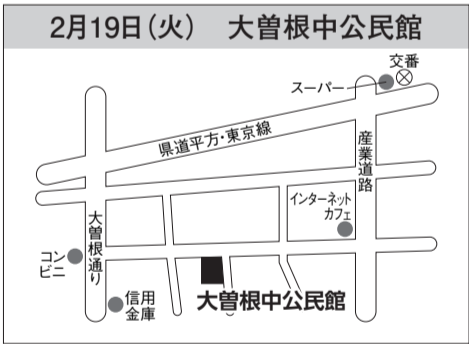 2月19日（火）　大曽根中公民館
交番
スーパー
県道平方・東京線
産業道路
インターネット
カフェ
大曽根通り
コン
ビニ
信用
金庫
大曽根中公民館